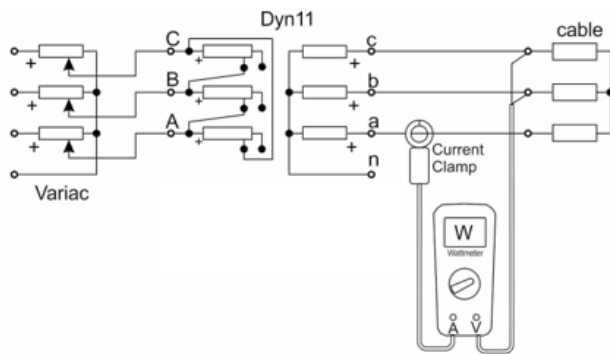 Dyn11
C
c
cable
+
+
+
B
b
+
+
+
A
a
+
+
+
Current
Clamp
n
Variac
W
Wattmeter
A V